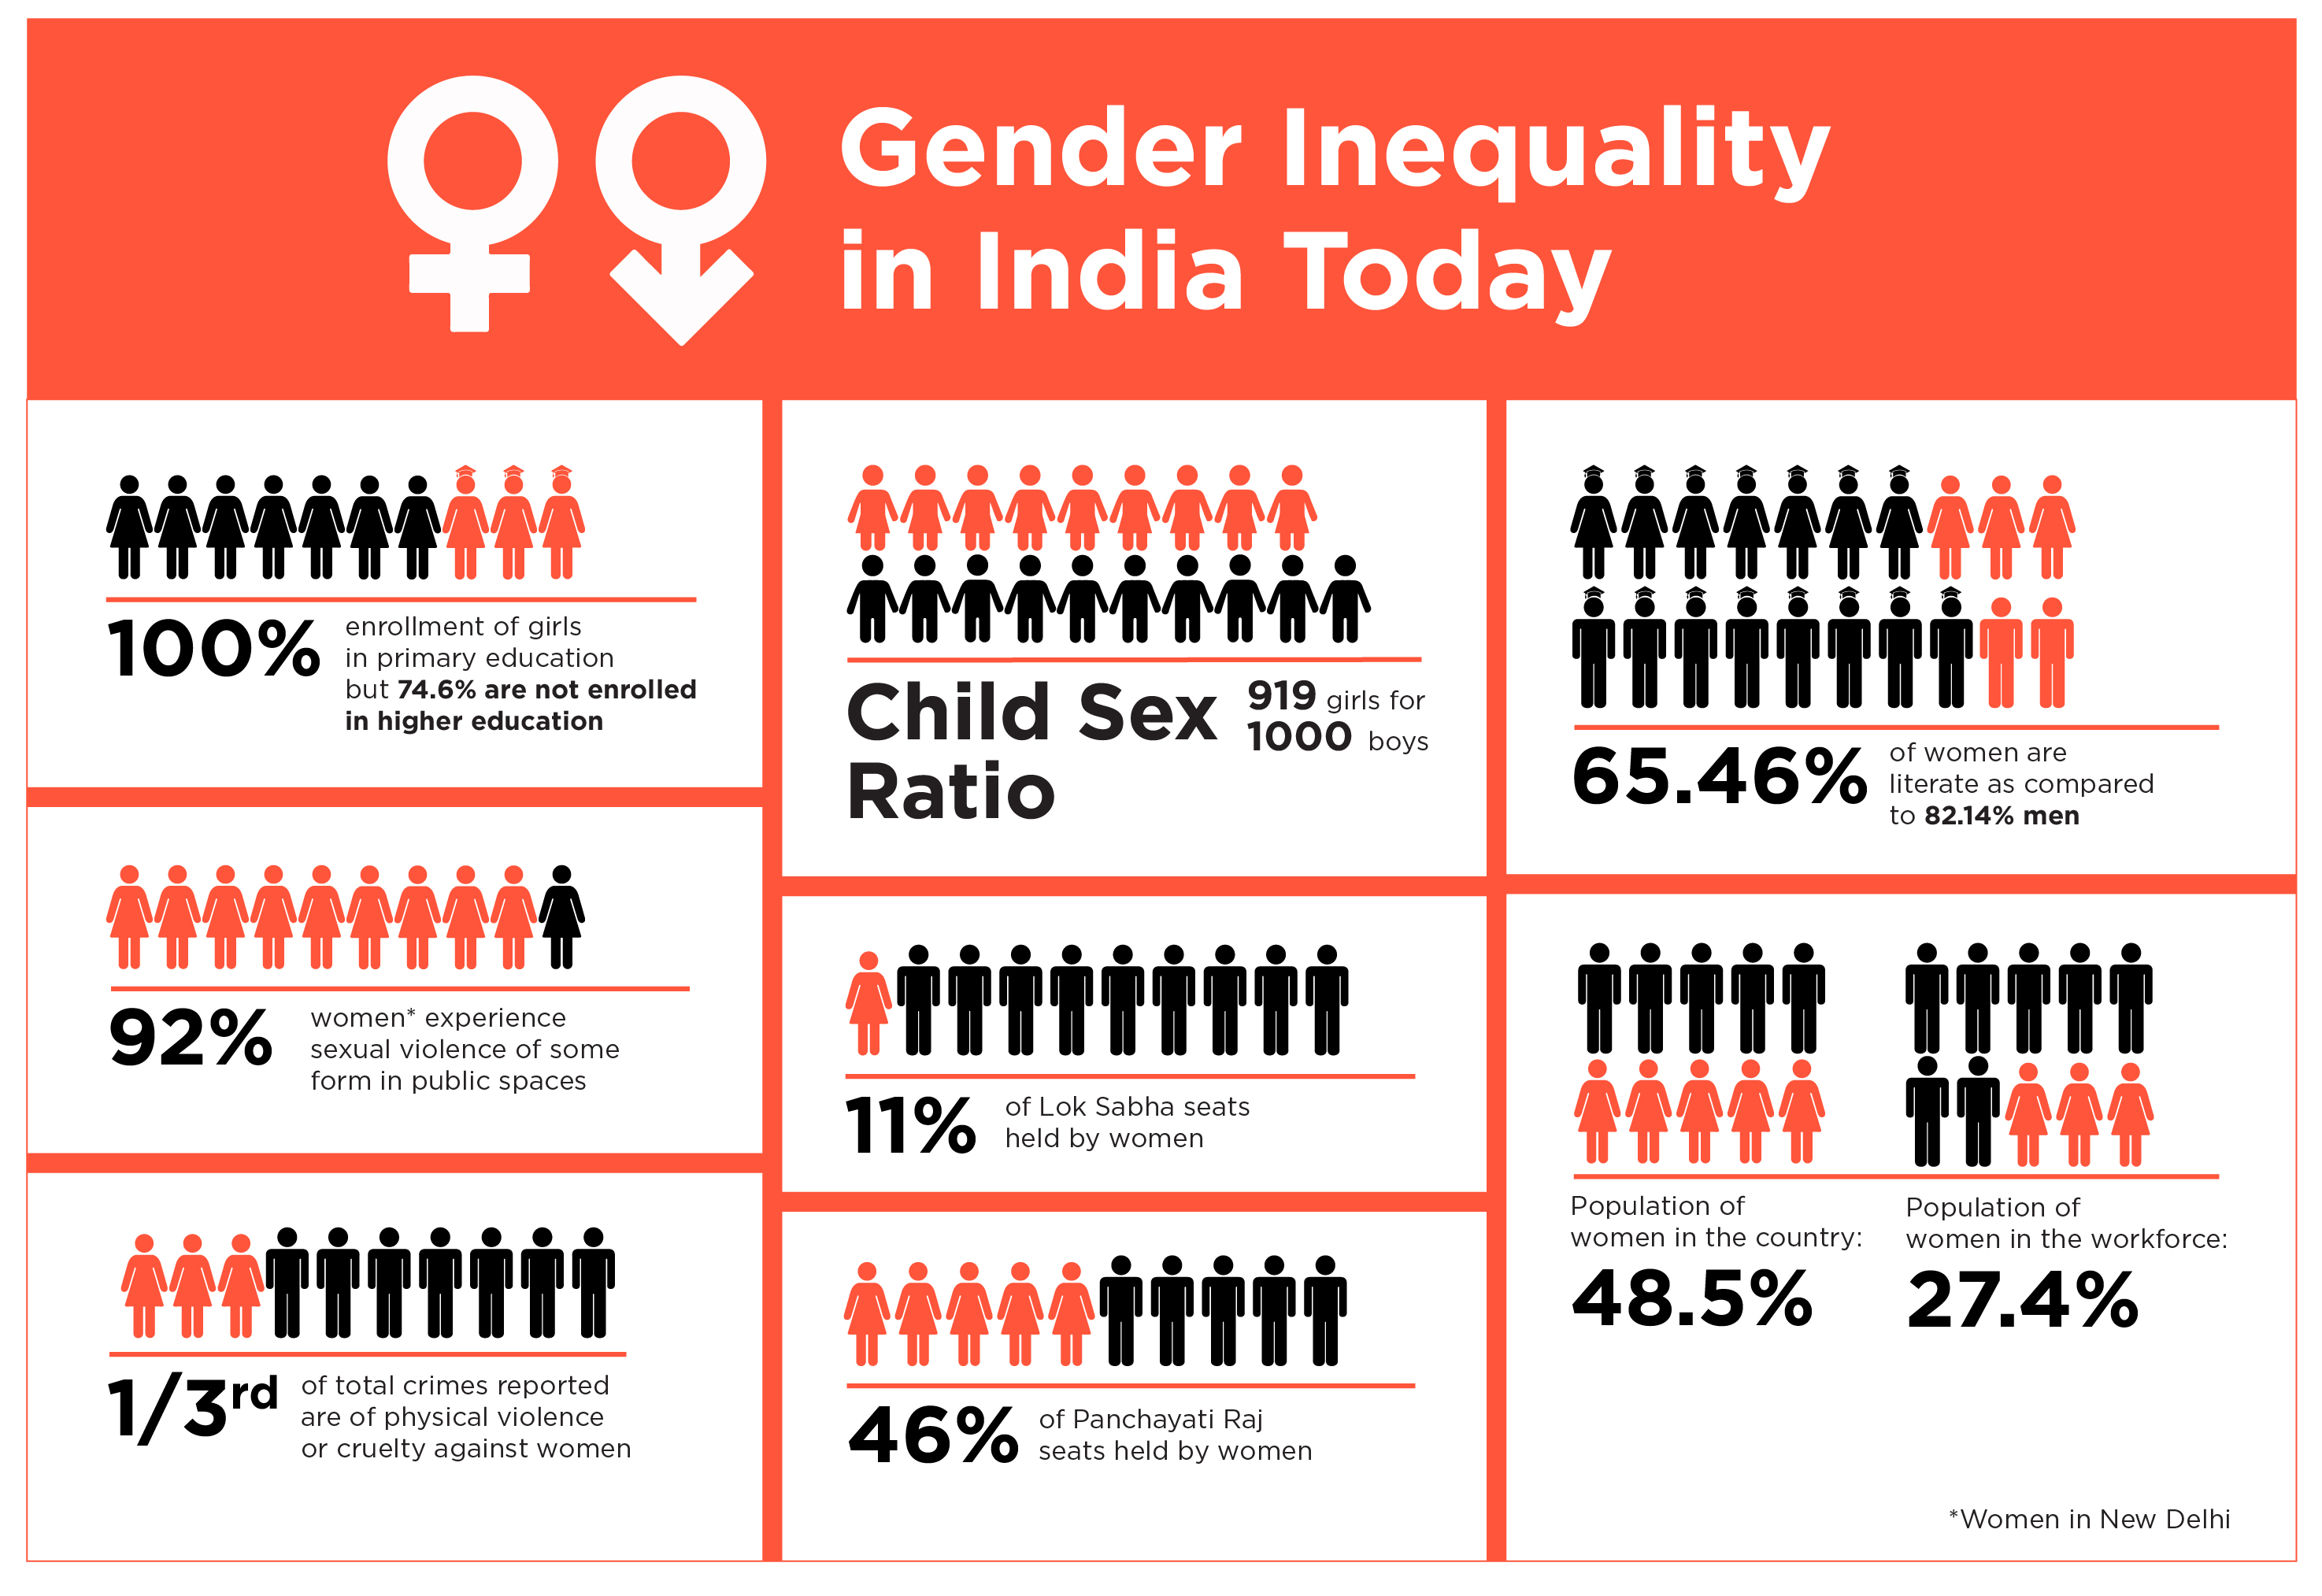 Gender Inequality
in India Today
100%
enrollment of girls
in primary education
but 74.6% are not enrolled
in higher education
92%
women* experience
sexual violence of some
form in public spaces
1/3rd
of total crimes reported
are of physical violence
or cruelty against women
Child Sex
Ratio
919 girls for
1000 boys
11%
of Lok Sabha seats
held by women
46%
of Panchayati Raj
seats held by women
65.46%
of women are
literate as compared
to 82.14% men
Population of
women in the country:
48.5%
Population of
women in the workforce:
27.4%
*Women in New Delhi